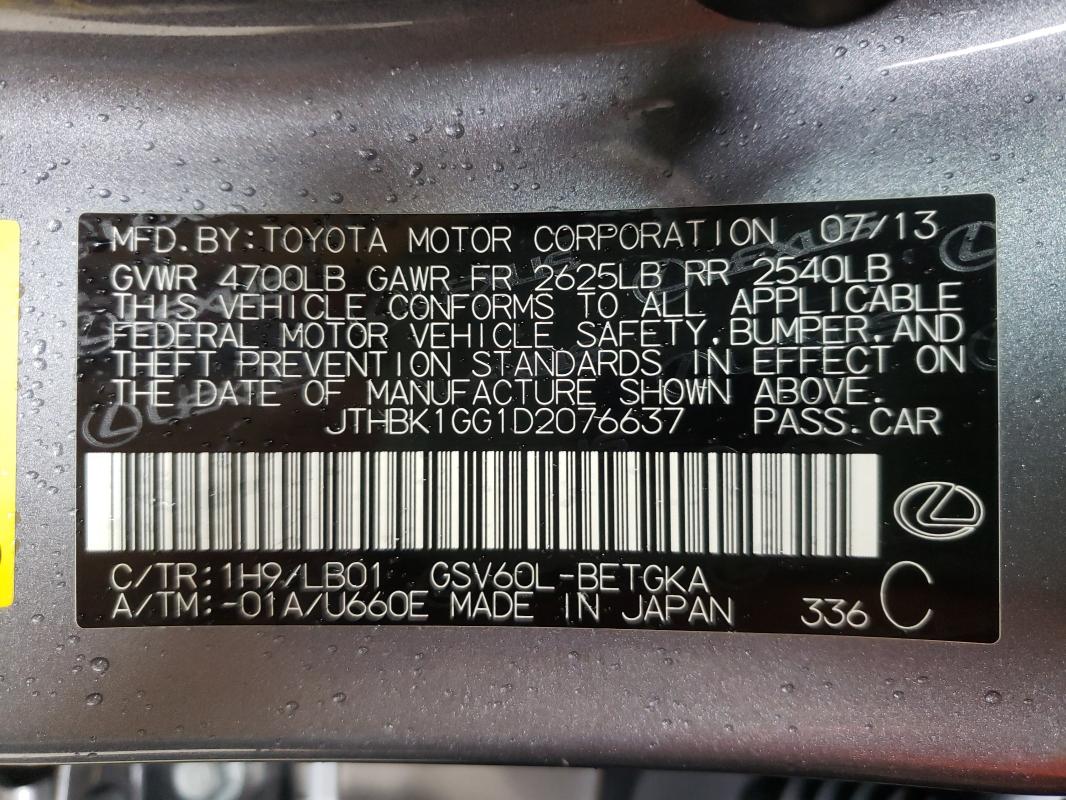 MFD.BY:TOYOTA MOTOR CORPORATION 07/13
GVWR 4700LB GAWR FR 2625LB RR 2540LB
THIS VEHICLE CONFORMS TO ALL APPLICABLE
FEDERAL MOTOR VEHICLE SAFETY,BUMPER,AND
THEFT PREVENTION STANDARDS IN EFFECT ON
THE DATE OF MANUFACTURE SHOWN ABOVE.
JTHBK1GG1D2076637 PASS.CAR
C/TR:1H9/LB01 GSV60L-BETGKA
A/TM:-01A/U660E MADE IN JAPAN 336 C